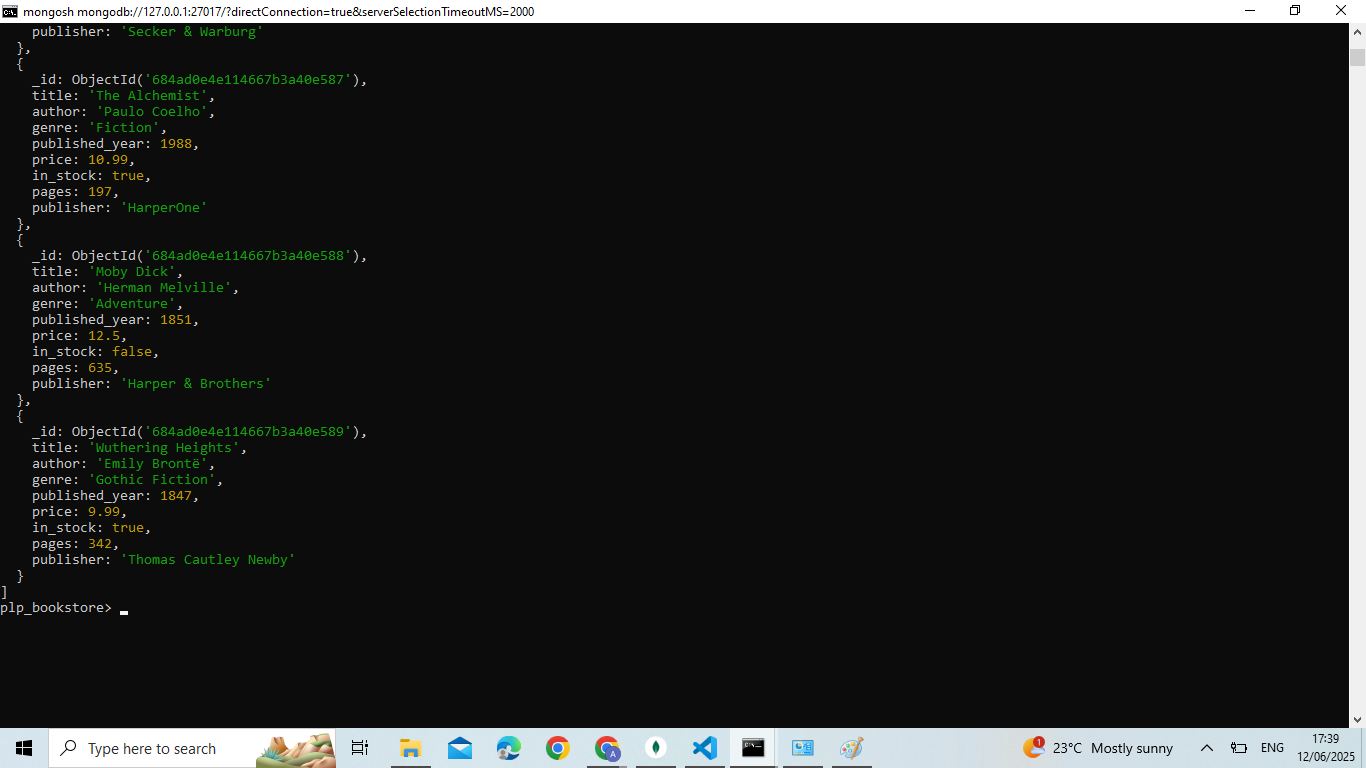 mongosh mongodb://127.0.0.1:27017/?directConnection=true&serverSelectionTimeoutMS=2000
    publisher: 'Secker & Warburg'
  },
  {
    _id: ObjectId('684ad0e4e114667b3a40e587'),
    title: 'The Alchemist',
    author: 'Paulo Coelho',
    genre: 'Fiction',
    published_year: 1988,
    price: 10.99,
    in_stock: true,
    pages: 197,
    publisher: 'HarperOne'
  },
  {
    _id: ObjectId('684ad0e4e114667b3a40e588'),
    title: 'Moby Dick',
    author: 'Herman Melville',
    genre: 'Adventure',
    published_year: 1851,
    price: 12.5,
    in_stock: false,
    pages: 635,
    publisher: 'Harper & Brothers'
  },
  {
    _id: ObjectId('684ad0e4e114667b3a40e589'),
    title: 'Wuthering Heights',
    author: 'Emily Brontë',
    genre: 'Gothic Fiction',
    published_year: 1847,
    price: 9.99,
    in_stock: true,
    pages: 342,
    publisher: 'Thomas Cautley Newby'
  }
]
plp_bookstore>
Type here to search
A
1
23°C Mostly sunny
ENG
17:39
12/06/2025